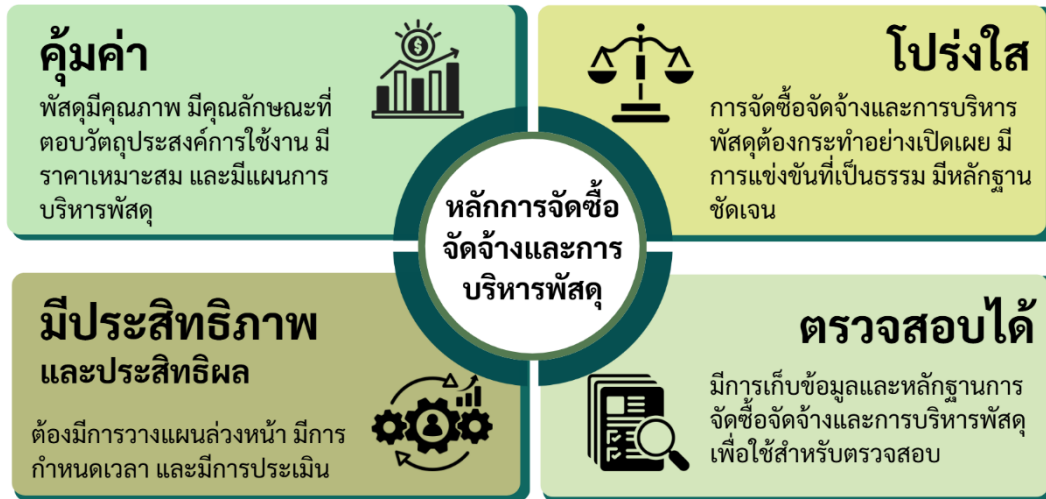 คุ้มค่า
พัสดุมีคุณภาพ มีคุณลักษณะที่
ตอบวัตถุประสงค์การใช้งาน มี
ราคาเหมาะสม และมีแผนการ
บริหารพัสดุ
โปร่งใส
การจัดซื้อจัดจ้างและการบริหาร
พัสดุต้องกระทำอย่างเปิดเผย มี
การแข่งขันที่เป็นธรรม มีหลักฐาน
ชัดเจน
หลักการจัดซื้อ
จัดจ้างและการ
บริหารพัสดุ
มีประสิทธิภาพ
และประสิทธิผล
ต้องมีการวางแผนล่วงหน้า มีการ
กำหนดเวลา และมีการประเมิน
ตรวจสอบได้
มีการเก็บข้อมูลและหลักฐานการ
จัดซื้อจัดจ้างและการบริหารพัสดุ
เพื่อใช้สำหรับตรวจสอบ